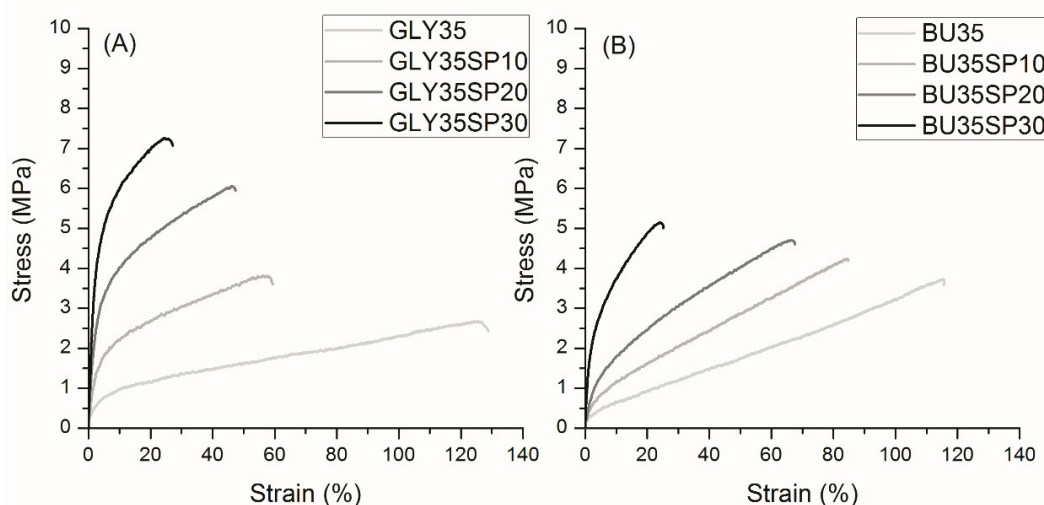 (A)
GLY35
GLY35SP10
GLY35SP20
GLY35SP30
10
9
8
7
6
5
4
3
2
1
0
Stress (MPa)
0 20 40 60 80 100 120 140
Strain (%)
(B)
BU35
BU35SP10
BU35SP20
BU35SP30
10
9
8
7
6
5
4
3
2
1
0
Stress (MPa)
0 20 40 60 80 100 120 140
Strain (%)